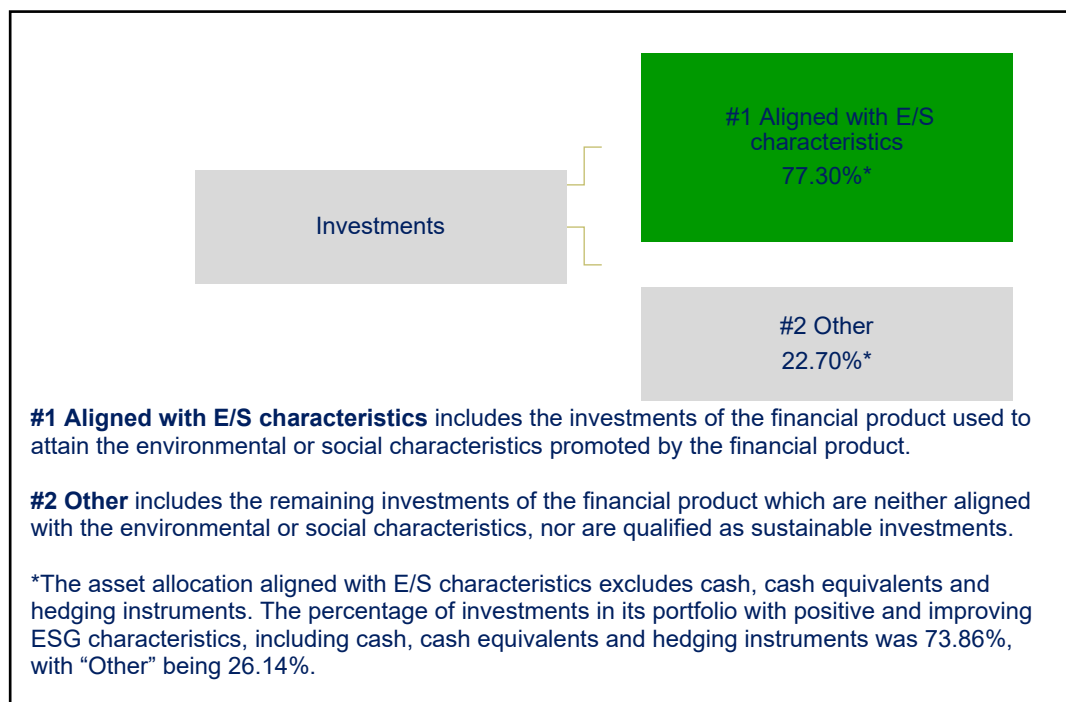 #1 Aligned with E/S
characteristics
77.30%*
Investments
#2 Other
22.70%*
#1 Aligned with E/S characteristics includes the investments of the financial product used to
attain the environmental or social characteristics promoted by the financial product.
#2 Other includes the remaining investments of the financial product which are neither aligned
with the environmental or social characteristics, nor are qualified as sustainable investments.
*The asset allocation aligned with E/S characteristics excludes cash, cash equivalents and
hedging instruments. The percentage of investments in its portfolio with positive and improving
ESG characteristics, including cash, cash equivalents and hedging instruments was 73.86%,
with “Other” being 26.14%.